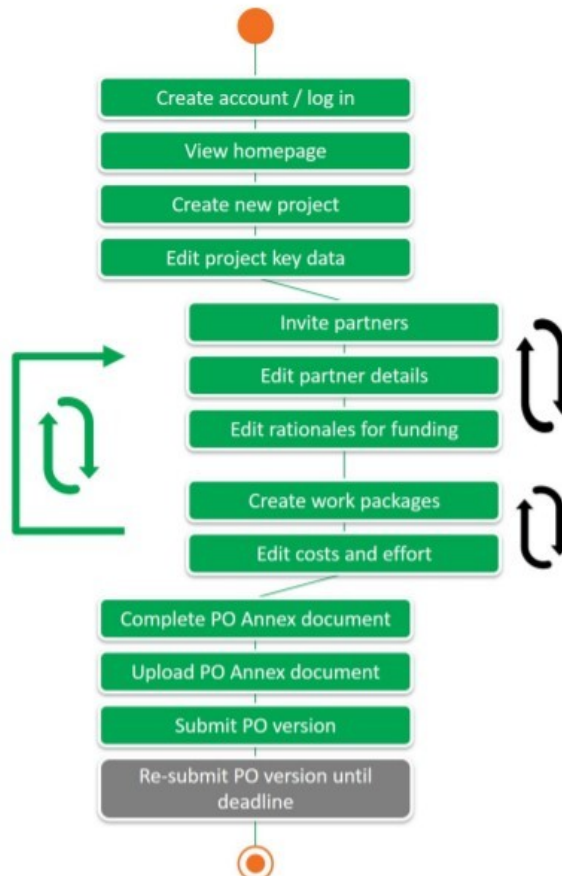 Create account / log in
View homepage
Create new project
Edit project key data
Invite partners
Edit partner details
Edit rationales for funding
Create work packages
Edit costs and effort
Complete PO Annex document
Upload PO Annex document
Submit PO version
Re-submit PO version until
deadline